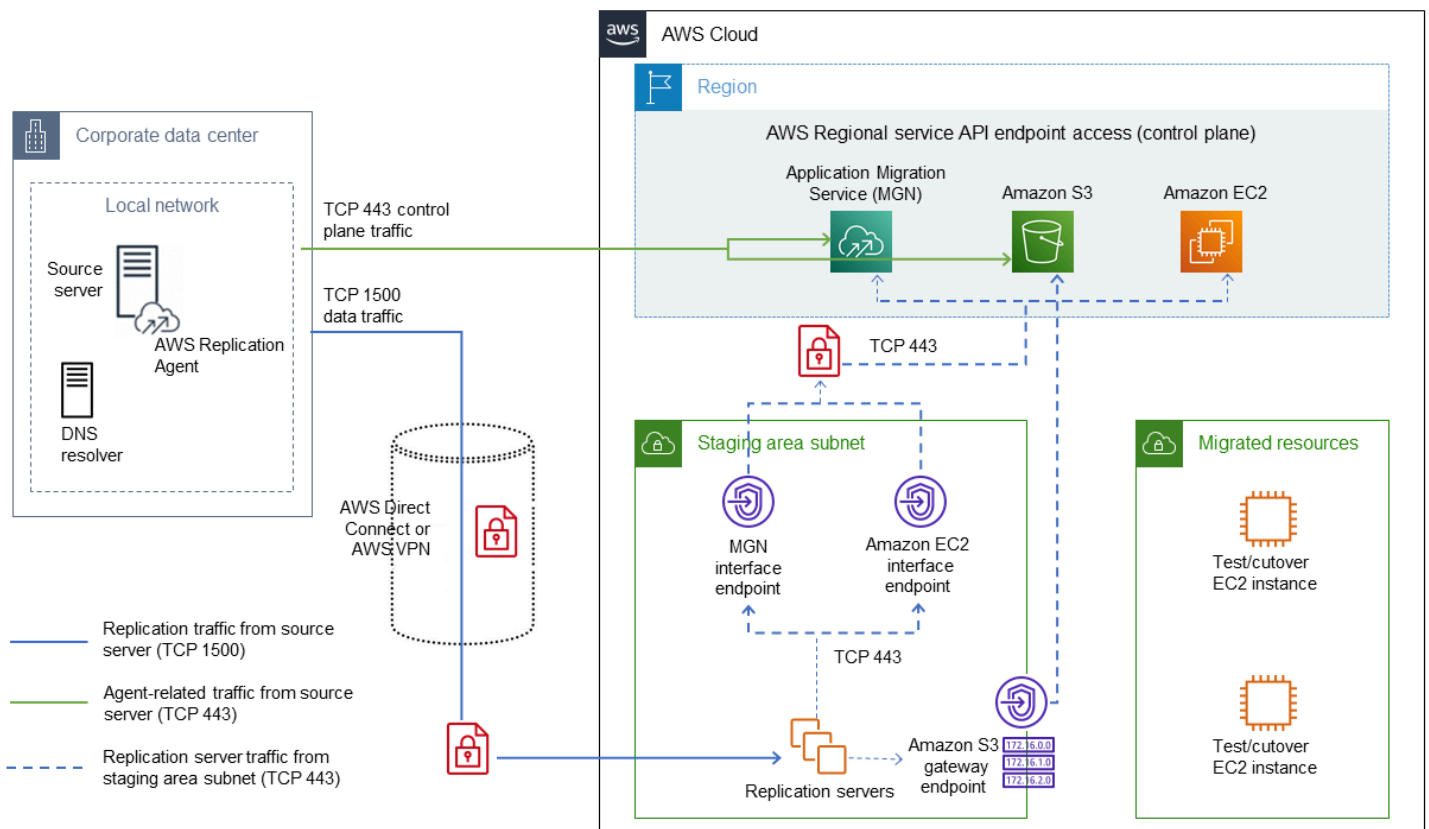 aws
AWS Cloud
Region
AWS Regional service API endpoint access (control plane)
Application Migration
Service (MGN)
Amazon S3
Amazon EC2
Corporate data center
Local network
Source
server
AWS Replication
Agent
DNS
resolver
TCP 443 control
plane traffic
TCP 1500
data traffic
TCP 443
AWS Direct
Connect or
AWS VPN
Staging area subnet
MGN
interface
endpoint
Amazon EC2
interface
endpoint
TCP 443
Replication servers
Amazon S3
gateway
endpoint
172.16.0.0
172.16.1.0
172.16.2.0
Migrated resources
Test/cutover
EC2 instance
Test/cutover
EC2 instance
Replication traffic from source
server (TCP 1500)
Agent-related traffic from source
server (TCP 443)
Replication server traffic from
staging area subnet (TCP 443)